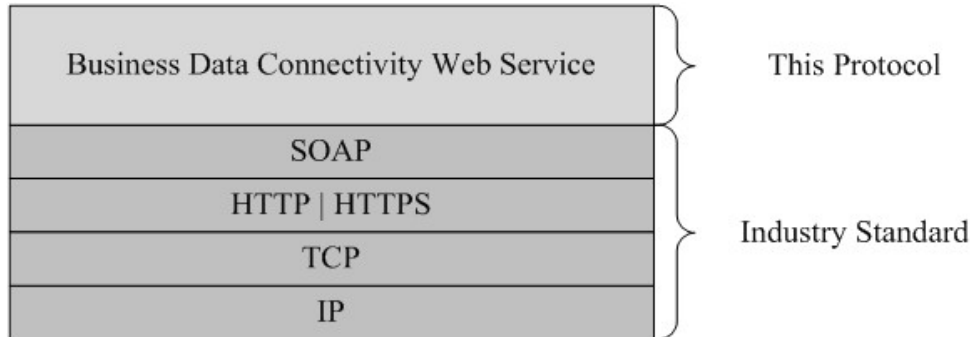 Business Data Connectivity Web Service
This Protocol
SOAP
HTTP | HTTPS
TCP
IP
Industry Standard